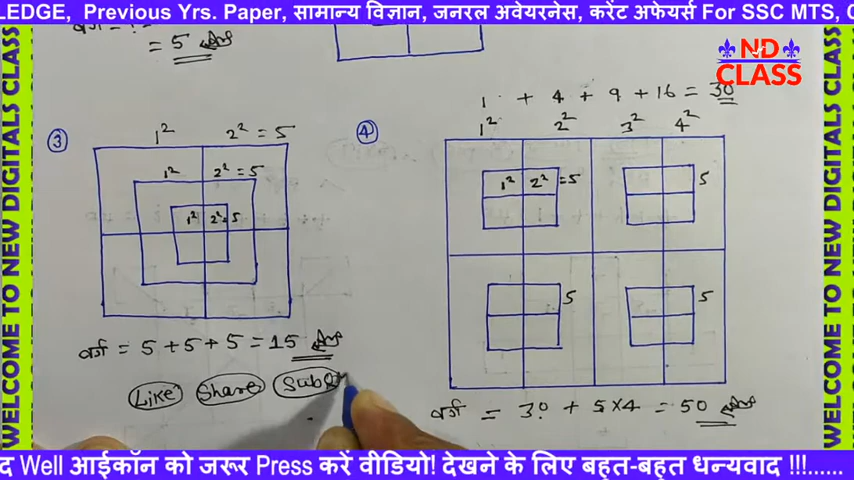 LEDGE, Previous Yrs. Paper, सामान्य विज्ञान, जनरल अवेयरनेस, करेंट अफेयर्स For SSC MTS, C
WELCOME TO NEW DIGITALS CLASS
ND
CLASS
= 5 Ans
1 + 4 + 9 + 16 = 30
③ 1² 2² = 5
④ 1² 2² 3² 4²
1² 2² = 5
1² 2² = 5
1² 2² = 5
5
5
5
वर्ग = 5 + 5 + 5 = 15 Ans
Like Share
वर्ग = 30 + 5×4 = 50 Ans
WELCOME TO NEW DIGITALS CLASS
द Well आईकॉन को जरूर Press करें वीडियो! देखने के लिए बहुत-बहुत धन्यवाद !!!......